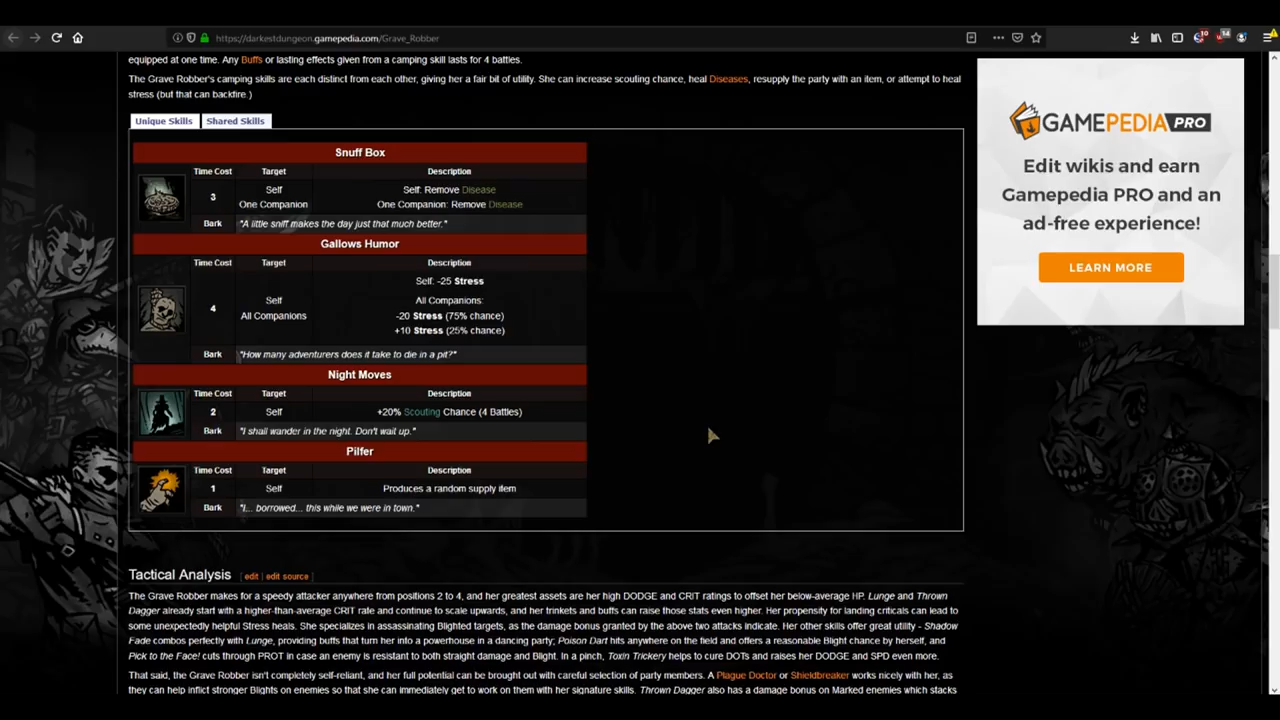 https://darkestdungeon.gamepedia.com/Grave_Robber
10
14
equipped at one time. Any Buffs or lasting effects given from a camping skill lasts for 4 battles.
The Grave Robber's camping skills are each distinct from each other, giving her a fair bit of utility. She can increase scouting chance, heal Diseases, resupply the party with an item, or attempt to heal
stress (but that can backfire.)
Unique Skills Shared Skills
Snuff Box
Time Cost Target Description
3
Self
One Companion
Self: Remove Disease
One Companion: Remove Disease
Bark "A little sniff makes the day just that much better."
Gallows Humor
Time Cost Target Description
4
Self
All Companions
Self: -25 Stress
All Companions:
-20 Stress (75% chance)
+10 Stress (25% chance)
Bark "How many adventurers does it take to die in a pit?"
Night Moves
Time Cost Target Description
2 Self +20% Scouting Chance (4 Battles)
Bark "I shall wander in the night. Don't wait up."
Pilfer
Time Cost Target Description
1 Self Produces a random supply item
Bark "I... borrowed... this while we were in town."
Tactical Analysis [ edit | edit source ]
The Grave Robber makes for a speedy attacker anywhere from positions 2 to 4, and her greatest assets are her high DODGE and CRIT ratings to offset her below-average HP. Lunge and Thrown
Dagger already start with a higher-than-average CRIT rate and continue to scale upwards, and her trinkets and buffs can raise those stats even higher. Her propensity for landing criticals can lead to
some unexpectedly helpful Stress heals. She specializes in assassinating Blighted targets, as the damage bonus granted by the above two attacks indicate. Her other skills offer great utility - Shadow
Fade combos perfectly with Lunge, providing buffs that turn her into a powerhouse in a dancing party; Poison Dart hits anywhere on the field and offers a reasonable Blight chance by herself, and
Pick to the Face! cuts through PROT in case an enemy is resistant to both straight damage and Blight. In a pinch, Toxin Trickery helps to cure DOTs and raises her DODGE and SPD even more.
That said, the Grave Robber isn't completely self-reliant, and her full potential can be brought out with careful selection of party members. A Plague Doctor or Shieldbreaker works nicely with her, as
they can help inflict stronger Blights on enemies so that she can immediately get to work on them with her signature skills. Thrown Dagger also has a damage bonus on Marked enemies which stacks
GAMEPEDIA PRO
Edit wikis and earn
Gamepedia PRO and an
ad-free experience!
LEARN MORE